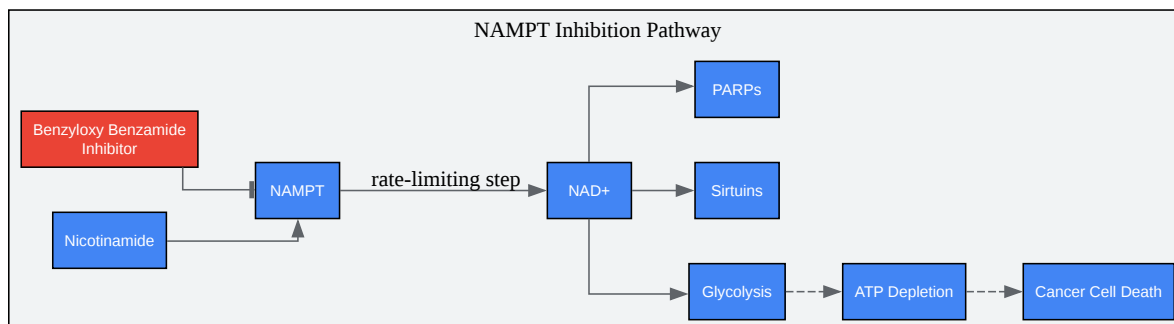 NAMPT Inhibition Pathway
PARPs
Benzyloxy Benzamide
Inhibitor
rate-limiting step
NAMPT
NAD+
Sirtuins
Nicotinamide
Glycolysis
ATP Depletion
Cancer Cell Death